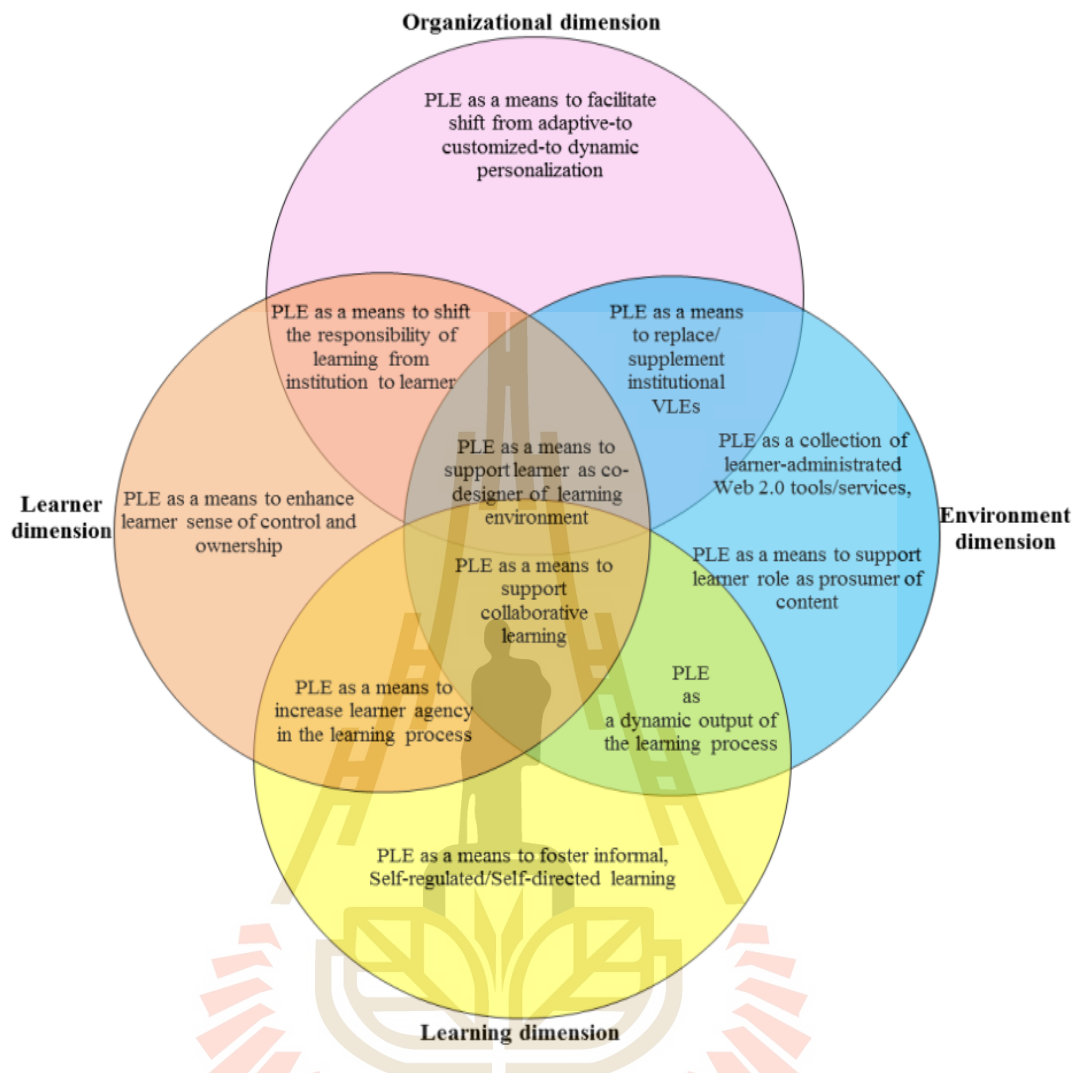 Organizational dimension
PLE as a means to facilitate
shift from adaptive-to
customized-to dynamic
personalization
PLE as a means to shift
the responsibility of
learning from
institution to learner
PLE as a means
to replace/
supplement
institutional
VLEs
PLE as a means to
support learner as co-
designer of learning
environment
PLE as a collection of
learner-administrated
Web 2.0 tools/services,
Learner
dimension
PLE as a means to enhance
learner sense of control and
ownership
Environment
dimension
PLE as a means to support
learner role as prosumer of
content
PLE as a means to
support
collaborative
learning
PLE as a means to
increase learner agency
in the learning process
PLE
as
a dynamic output of
the learning process
PLE as a means to foster informal,
Self-regulated/Self-directed learning
Learning dimension